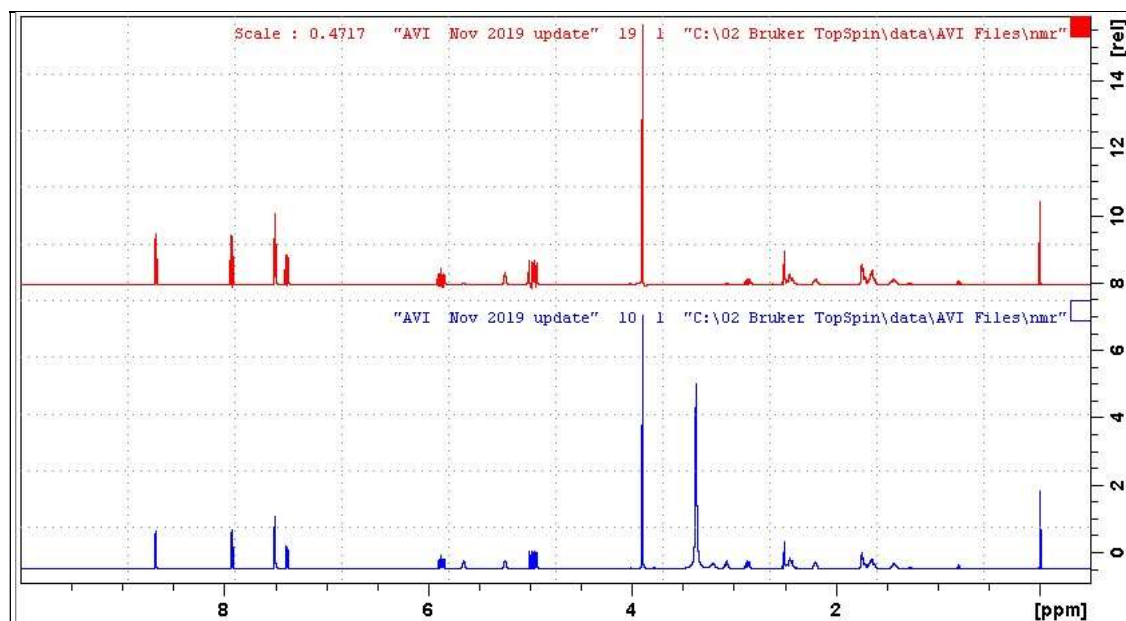 Scale : 0.4717 "AVI Nov 2019 update" 19 1 "C:\02 Bruker TopSpin\data\AVI Files\nmr"
[rel]
14
12
10
8
"AVI Nov 2019 update" 10 1 "C:\02 Bruker TopSpin\data\AVI Files\nmr"
6
4
2
0
8 6 4 2 [ppm]